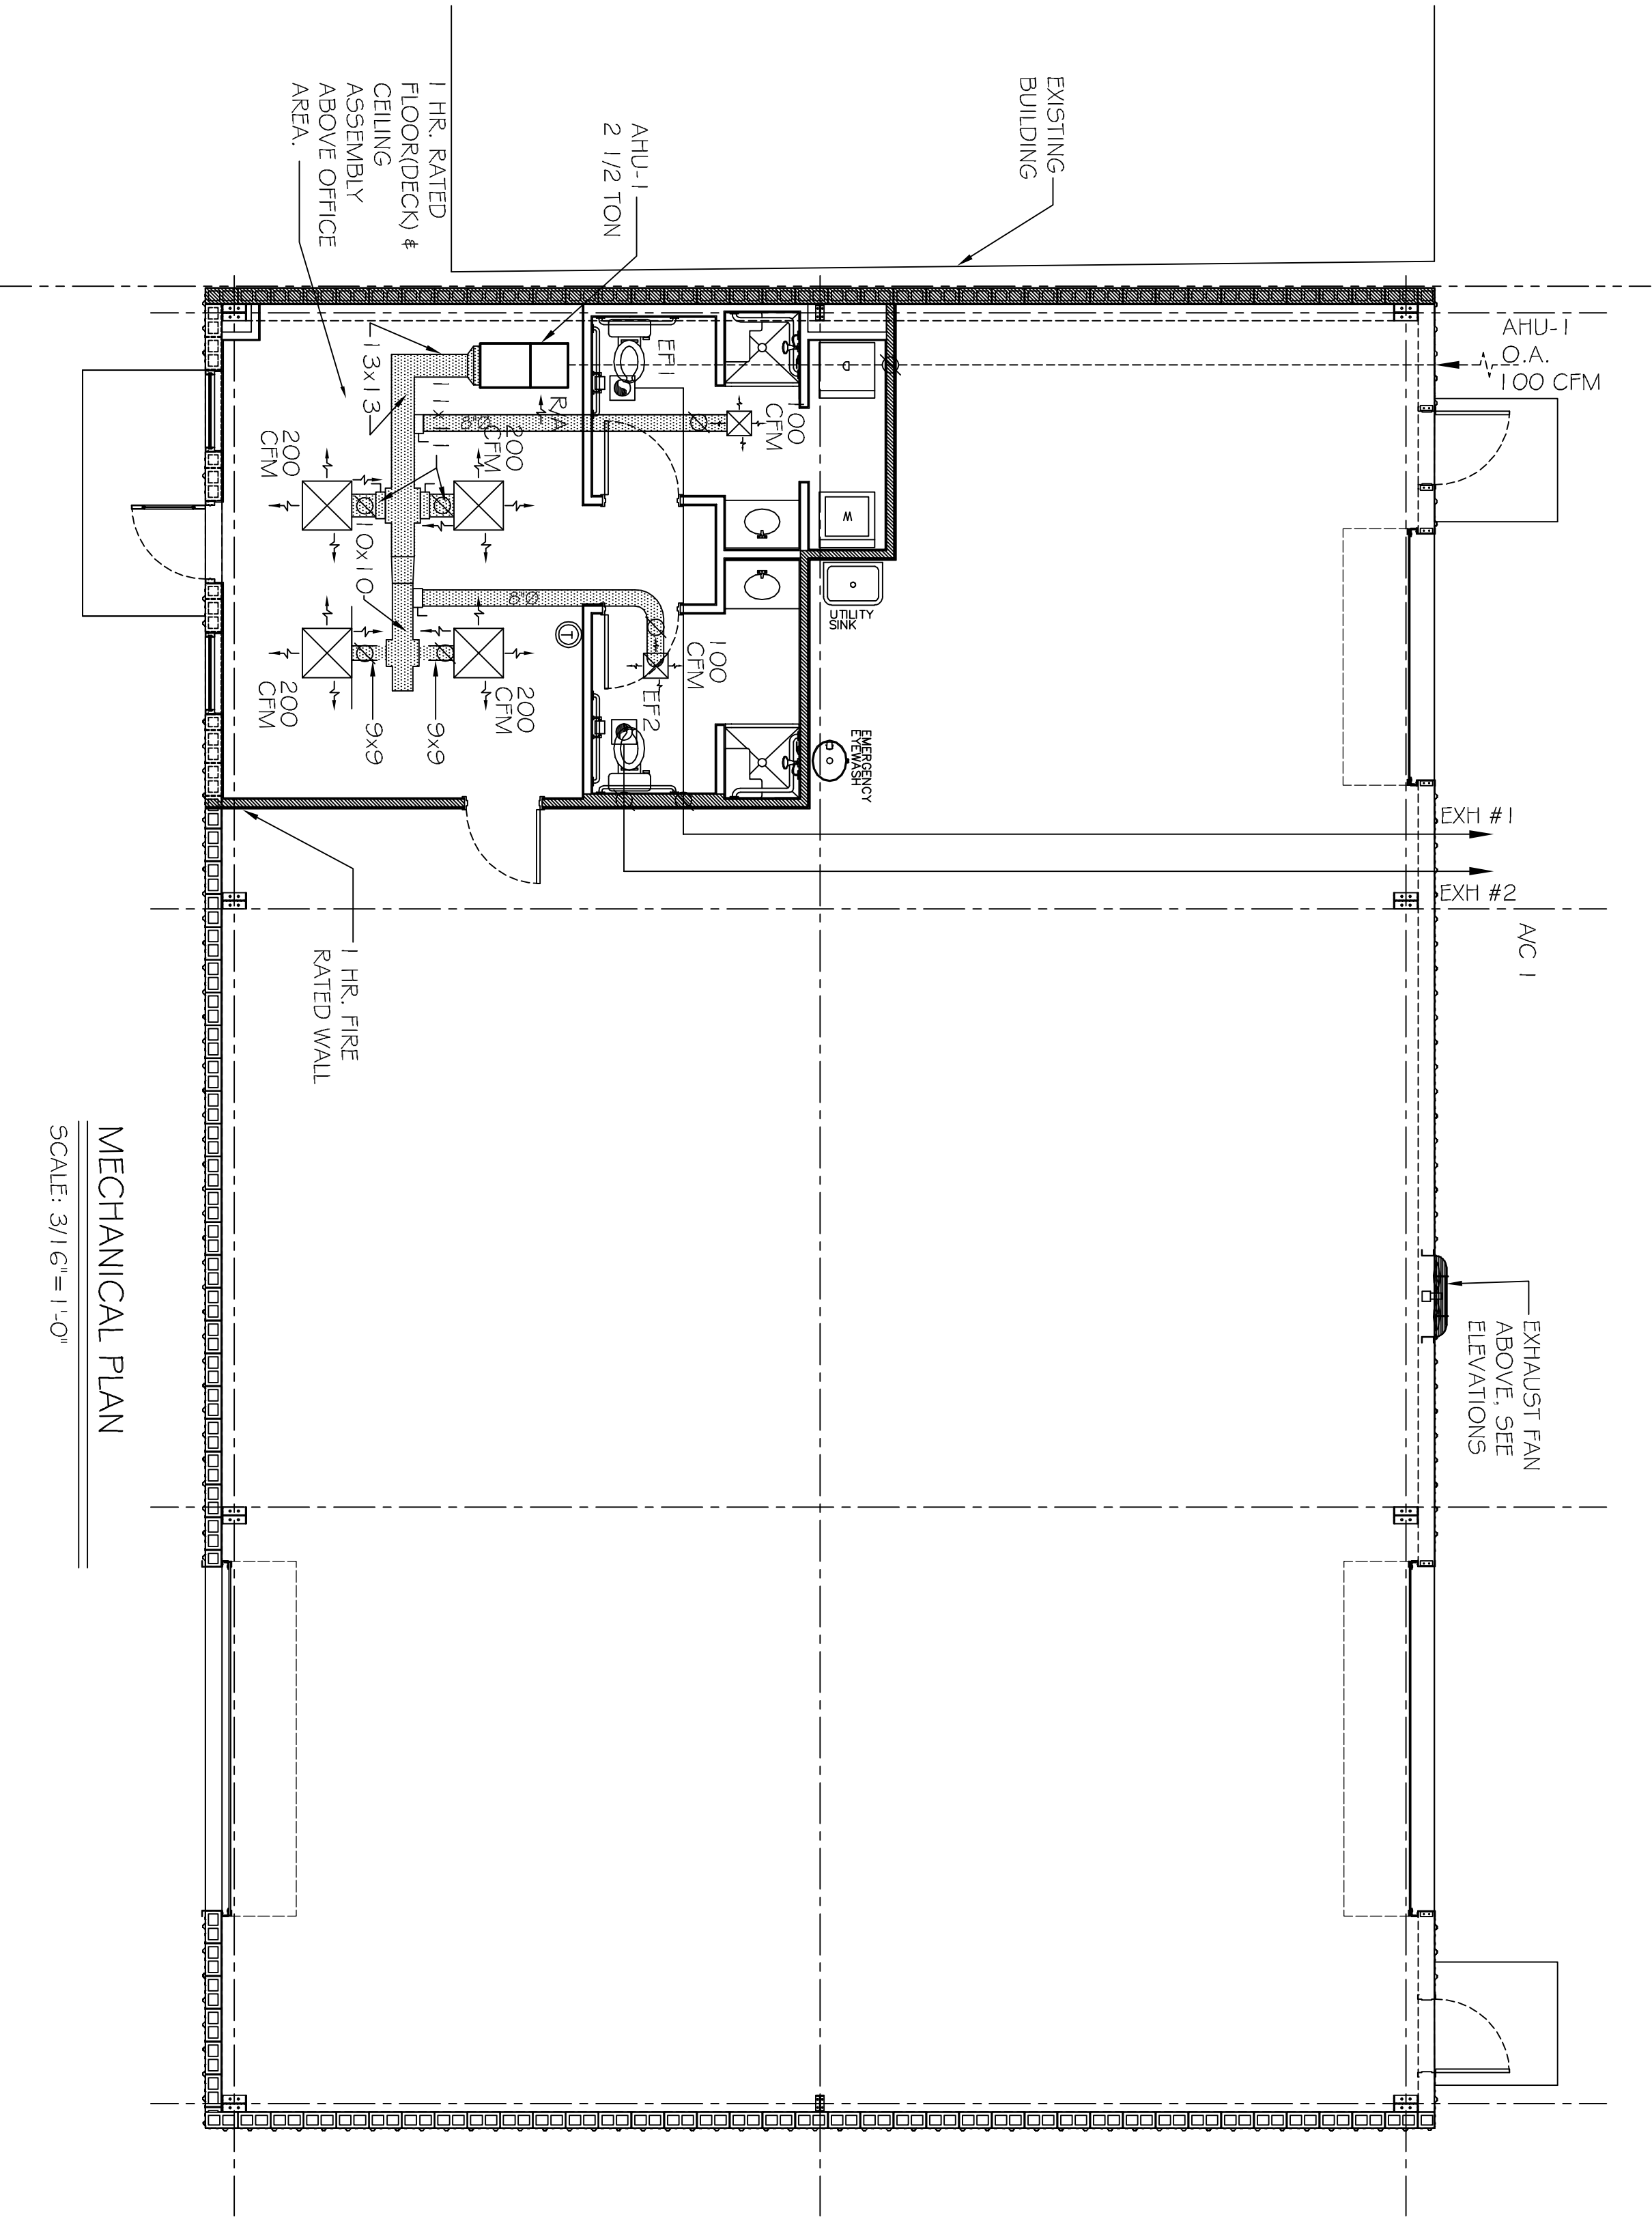 EXISTING
BUILDING
AHU-1
2 1/2 TON
1 HR. RATED
FLOOR(DECK) &
CEILING
ASSEMBLY
ABOVE OFFICE
AREA.
AHU-1
O.A.
100 CFM
EF1
100
CFM
R/A
8"Ø
13x13
11x11
200
CFM
200
CFM
10x10
8"Ø
T
W
D
UTILITY
SINK
100
CFM
EF2
EMERGENCY
EYEWASH
200
CFM
200
CFM
9x9
9x9
EXH #1
EXH #2
A/C 1
1 HR. FIRE
RATED WALL
EXHAUST FAN
ABOVE, SEE
ELEVATIONS
MECHANICAL PLAN
SCALE: 3/16"=1'-0"